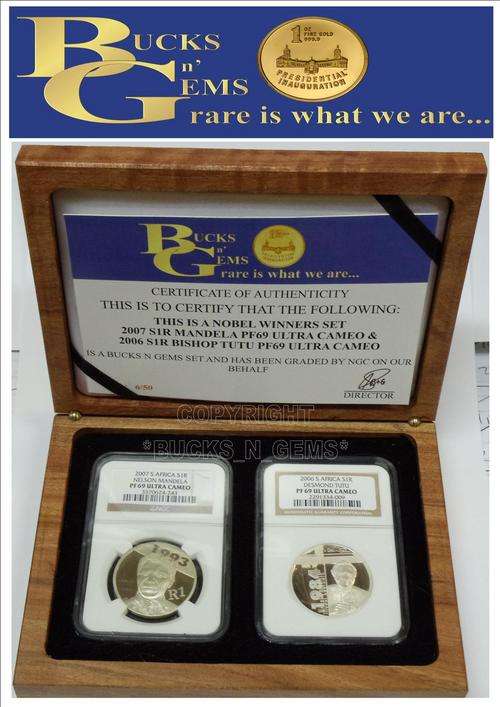 BUCKS
n'
GEMS
rare is what we are...
1 OZ
FINE GOLD
999.9
PRESIDENTIAL
INAUGURATION
BUCKS
n'
GEMS
rare is what we are...
CERTIFICATE OF AUTHENTICITY
THIS IS TO CERTIFY THAT THE FOLLOWING:
THIS IS A NOBEL WINNERS SET
2007 S1R MANDELA PF69 ULTRA CAMEO &
2006 S1R BISHOP TUTU PF69 ULTRA CAMEO
IS A BUCKS N GEMS SET AND HAS BEEN GRADED BY NGC ON OUR
BEHALF
6/50
DIRECTOR
COPYRIGHT
*BUCKS_N_GEMS*
2007 S.AFRICA S1R
NELSON MANDELA
PF 69 ULTRA CAMEO
2006 S.AFRICA S1R
DESMOND TUTU
PF 69 ULTRA CAMEO
2201334-009
1993
R1
1984